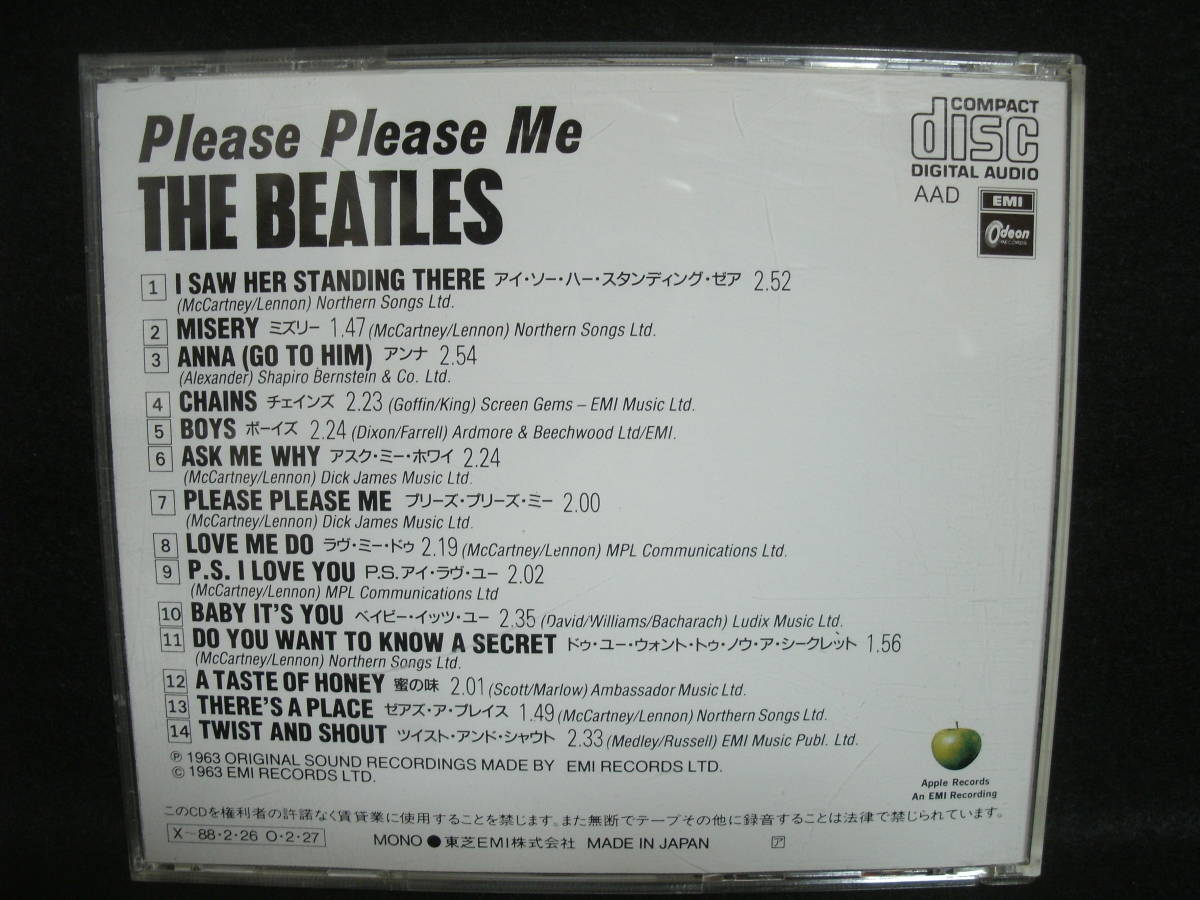 Please Please Me
THE BEATLES
COMPACT
disc
DIGITAL AUDIO
AAD
EMI
Odeon
RECORDS
1 I SAW HER STANDING THERE アイ・ソー・ハー・スタンディング・ゼア 2.52
(McCartney/Lennon) Northern Songs Ltd.
2 MISERY ミズリー 1.47 (McCartney/Lennon) Northern Songs Ltd.
3 ANNA (GO TO HIM) アンナ 2.54
(Alexander) Shapiro Bernstein & Co. Ltd.
4 CHAINS チェインズ 2.23 (Goffin/King) Screen Gems – EMI Music Ltd.
5 BOYS ボーイズ 2.24 (Dixon/Farrell) Ardmore & Beechwood Ltd/EMI.
6 ASK ME WHY アスク・ミー・ホワイ 2.24
(McCartney/Lennon) Dick James Music Ltd.
7 PLEASE PLEASE ME プリーズ・プリーズ・ミー 2.00
(McCartney/Lennon) Dick James Music Ltd.
8 LOVE ME DO ラヴ・ミー・ドゥ 2.19 (McCartney/Lennon) MPL Communications Ltd.
9 P.S. I LOVE YOU P.S.アイ・ラヴ・ユー 2.02
(McCartney/Lennon) MPL Communications Ltd
10 BABY IT'S YOU ベイビー・イッツ・ユー 2.35 (David/Williams/Bacharach) Ludix Music Ltd.
11 DO YOU WANT TO KNOW A SECRET ドゥ・ユー・ウォント・トゥ・ノウ・ア・シークレット 1.56
(McCartney/Lennon) Northern Songs Ltd.
12 A TASTE OF HONEY 蜜の味 2.01 (Scott/Marlow) Ambassador Music Ltd.
13 THERE'S A PLACE ゼアズ・ア・プレイス 1.49 (McCartney/Lennon) Northern Songs Ltd.
14 TWIST AND SHOUT ツイスト・アンド・シャウト 2.33 (Medley/Russell) EMI Music Publ. Ltd.
℗ 1963 ORIGINAL SOUND RECORDINGS MADE BY EMI RECORDS LTD.
© 1963 EMI RECORDS LTD.
Apple Records
An EMI Recording
このCDを権利者の許諾なく賃貸業に使用することを禁じます。また無断でテープその他に録音することは法律で禁じられています。
X～88・2・26 O・2・27
MONO ● 東芝EMI株式会社 MADE IN JAPAN ア